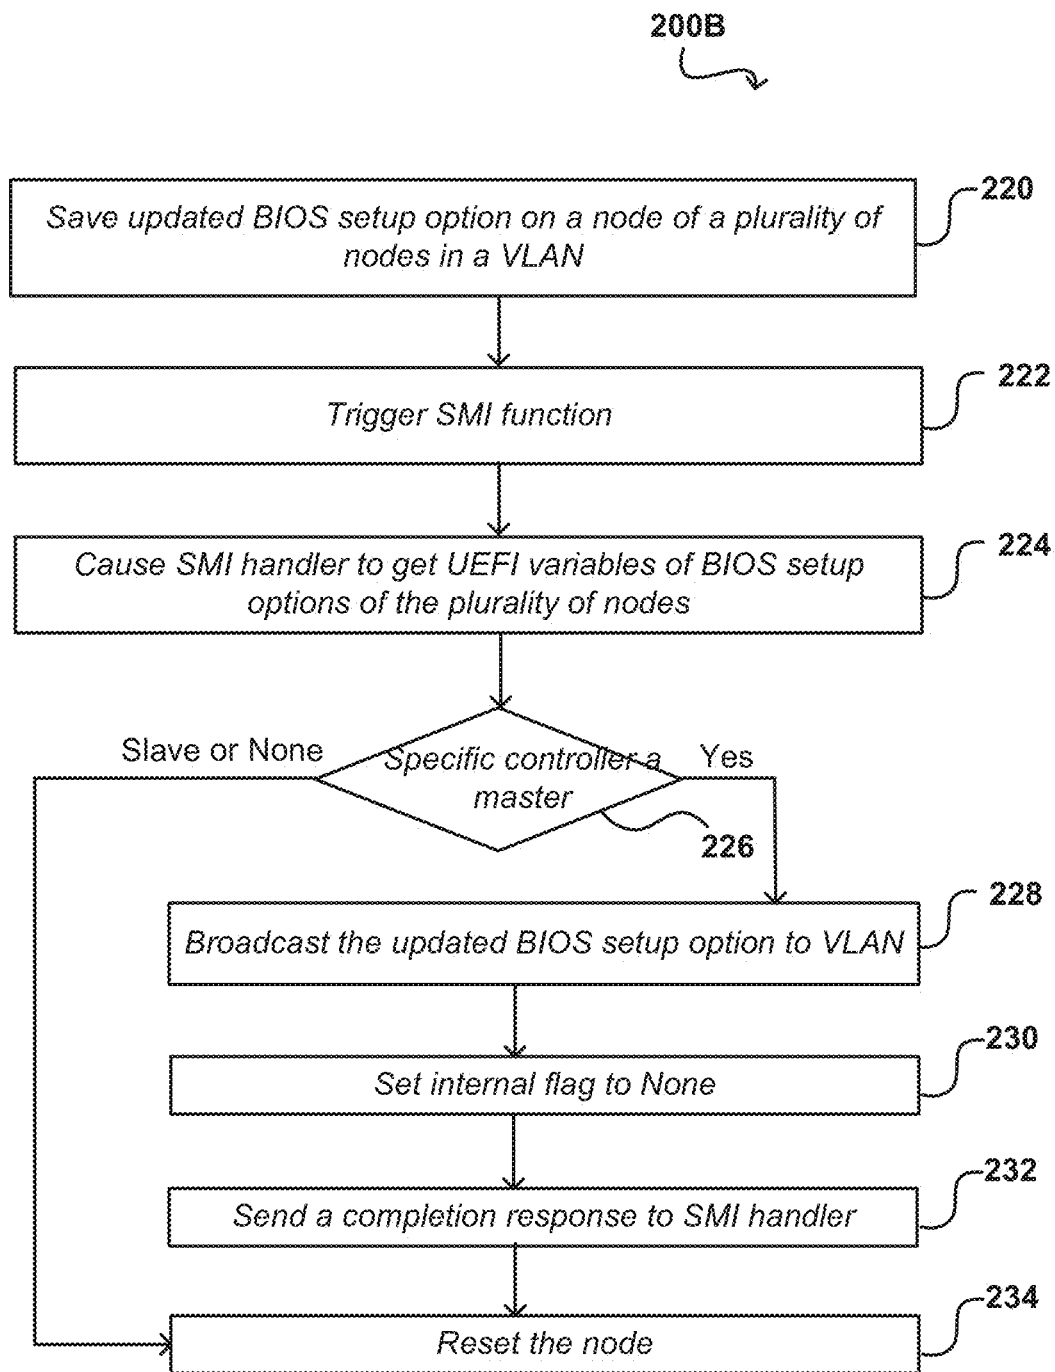 200B
Save updated BIOS setup option on a node of a plurality of
nodes in a VLAN
220
Trigger SMI function
222
Cause SMI handler to get UEFI variables of BIOS setup
options of the plurality of nodes
224
Slave or None
Specific controller a
master
Yes
226
Broadcast the updated BIOS setup option to VLAN
228
Set internal flag to None
230
Send a completion response to SMI handler
232
Reset the node
234